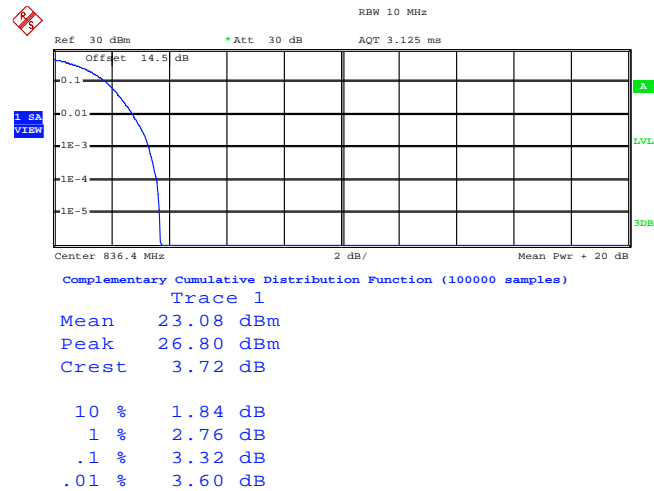 R&S
RBW 10 MHz
Ref 30 dBm *Att 30 dB AQT 3.125 ms
Offset 14.5 dB
0.1
A
0.01
1 SA
VIEW
1E-3
LVL
1E-4
1E-5
3DB
Center 836.4 MHz 2 dB/ Mean Pwr + 20 dB
Complementary Cumulative Distribution Function (100000 samples)
Trace 1
Mean 23.08 dBm
Peak 26.80 dBm
Crest 3.72 dB
10 % 1.84 dB
1 % 2.76 dB
.1 % 3.32 dB
.01 % 3.60 dB